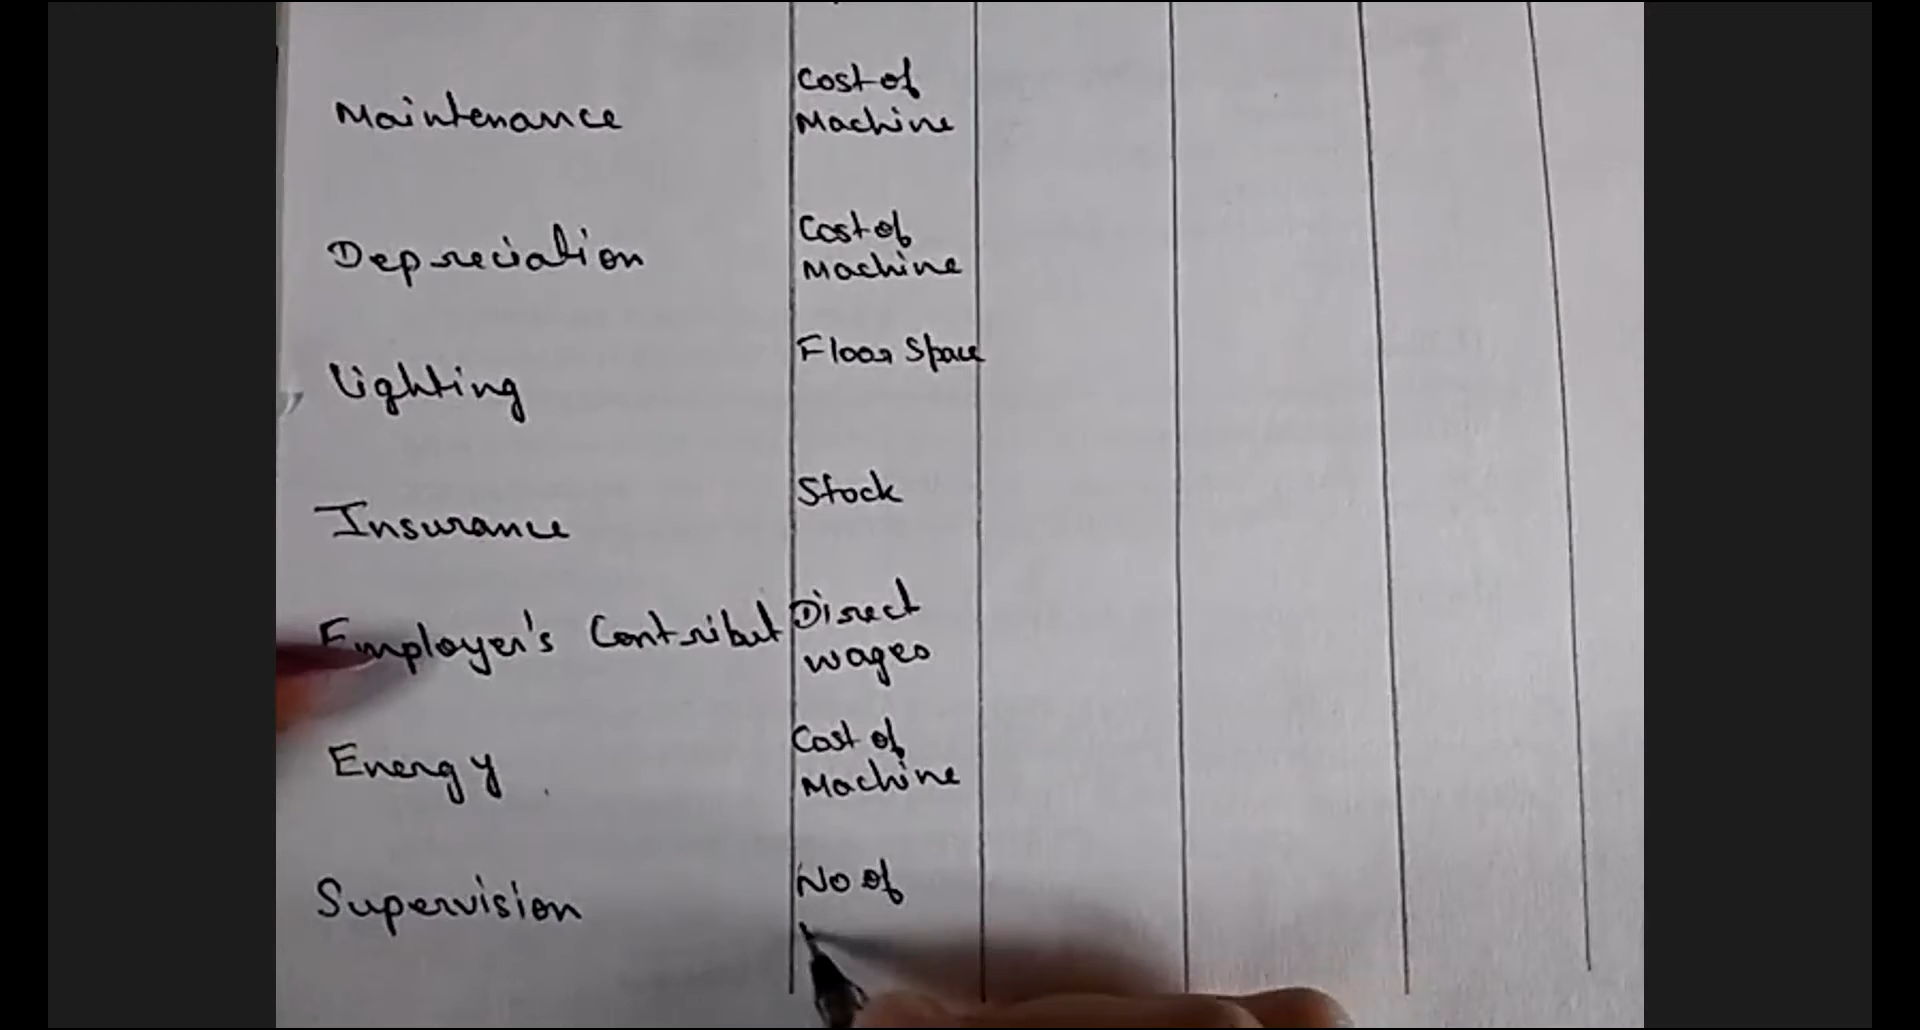 Cost of
Maintenance Machine
Cost of
Depreciation Machine
Floor Space
Lighting
Stock
Insurance
Direct
Employer's Contribut wages
Cost of
Energy Machine
No of
Supervision